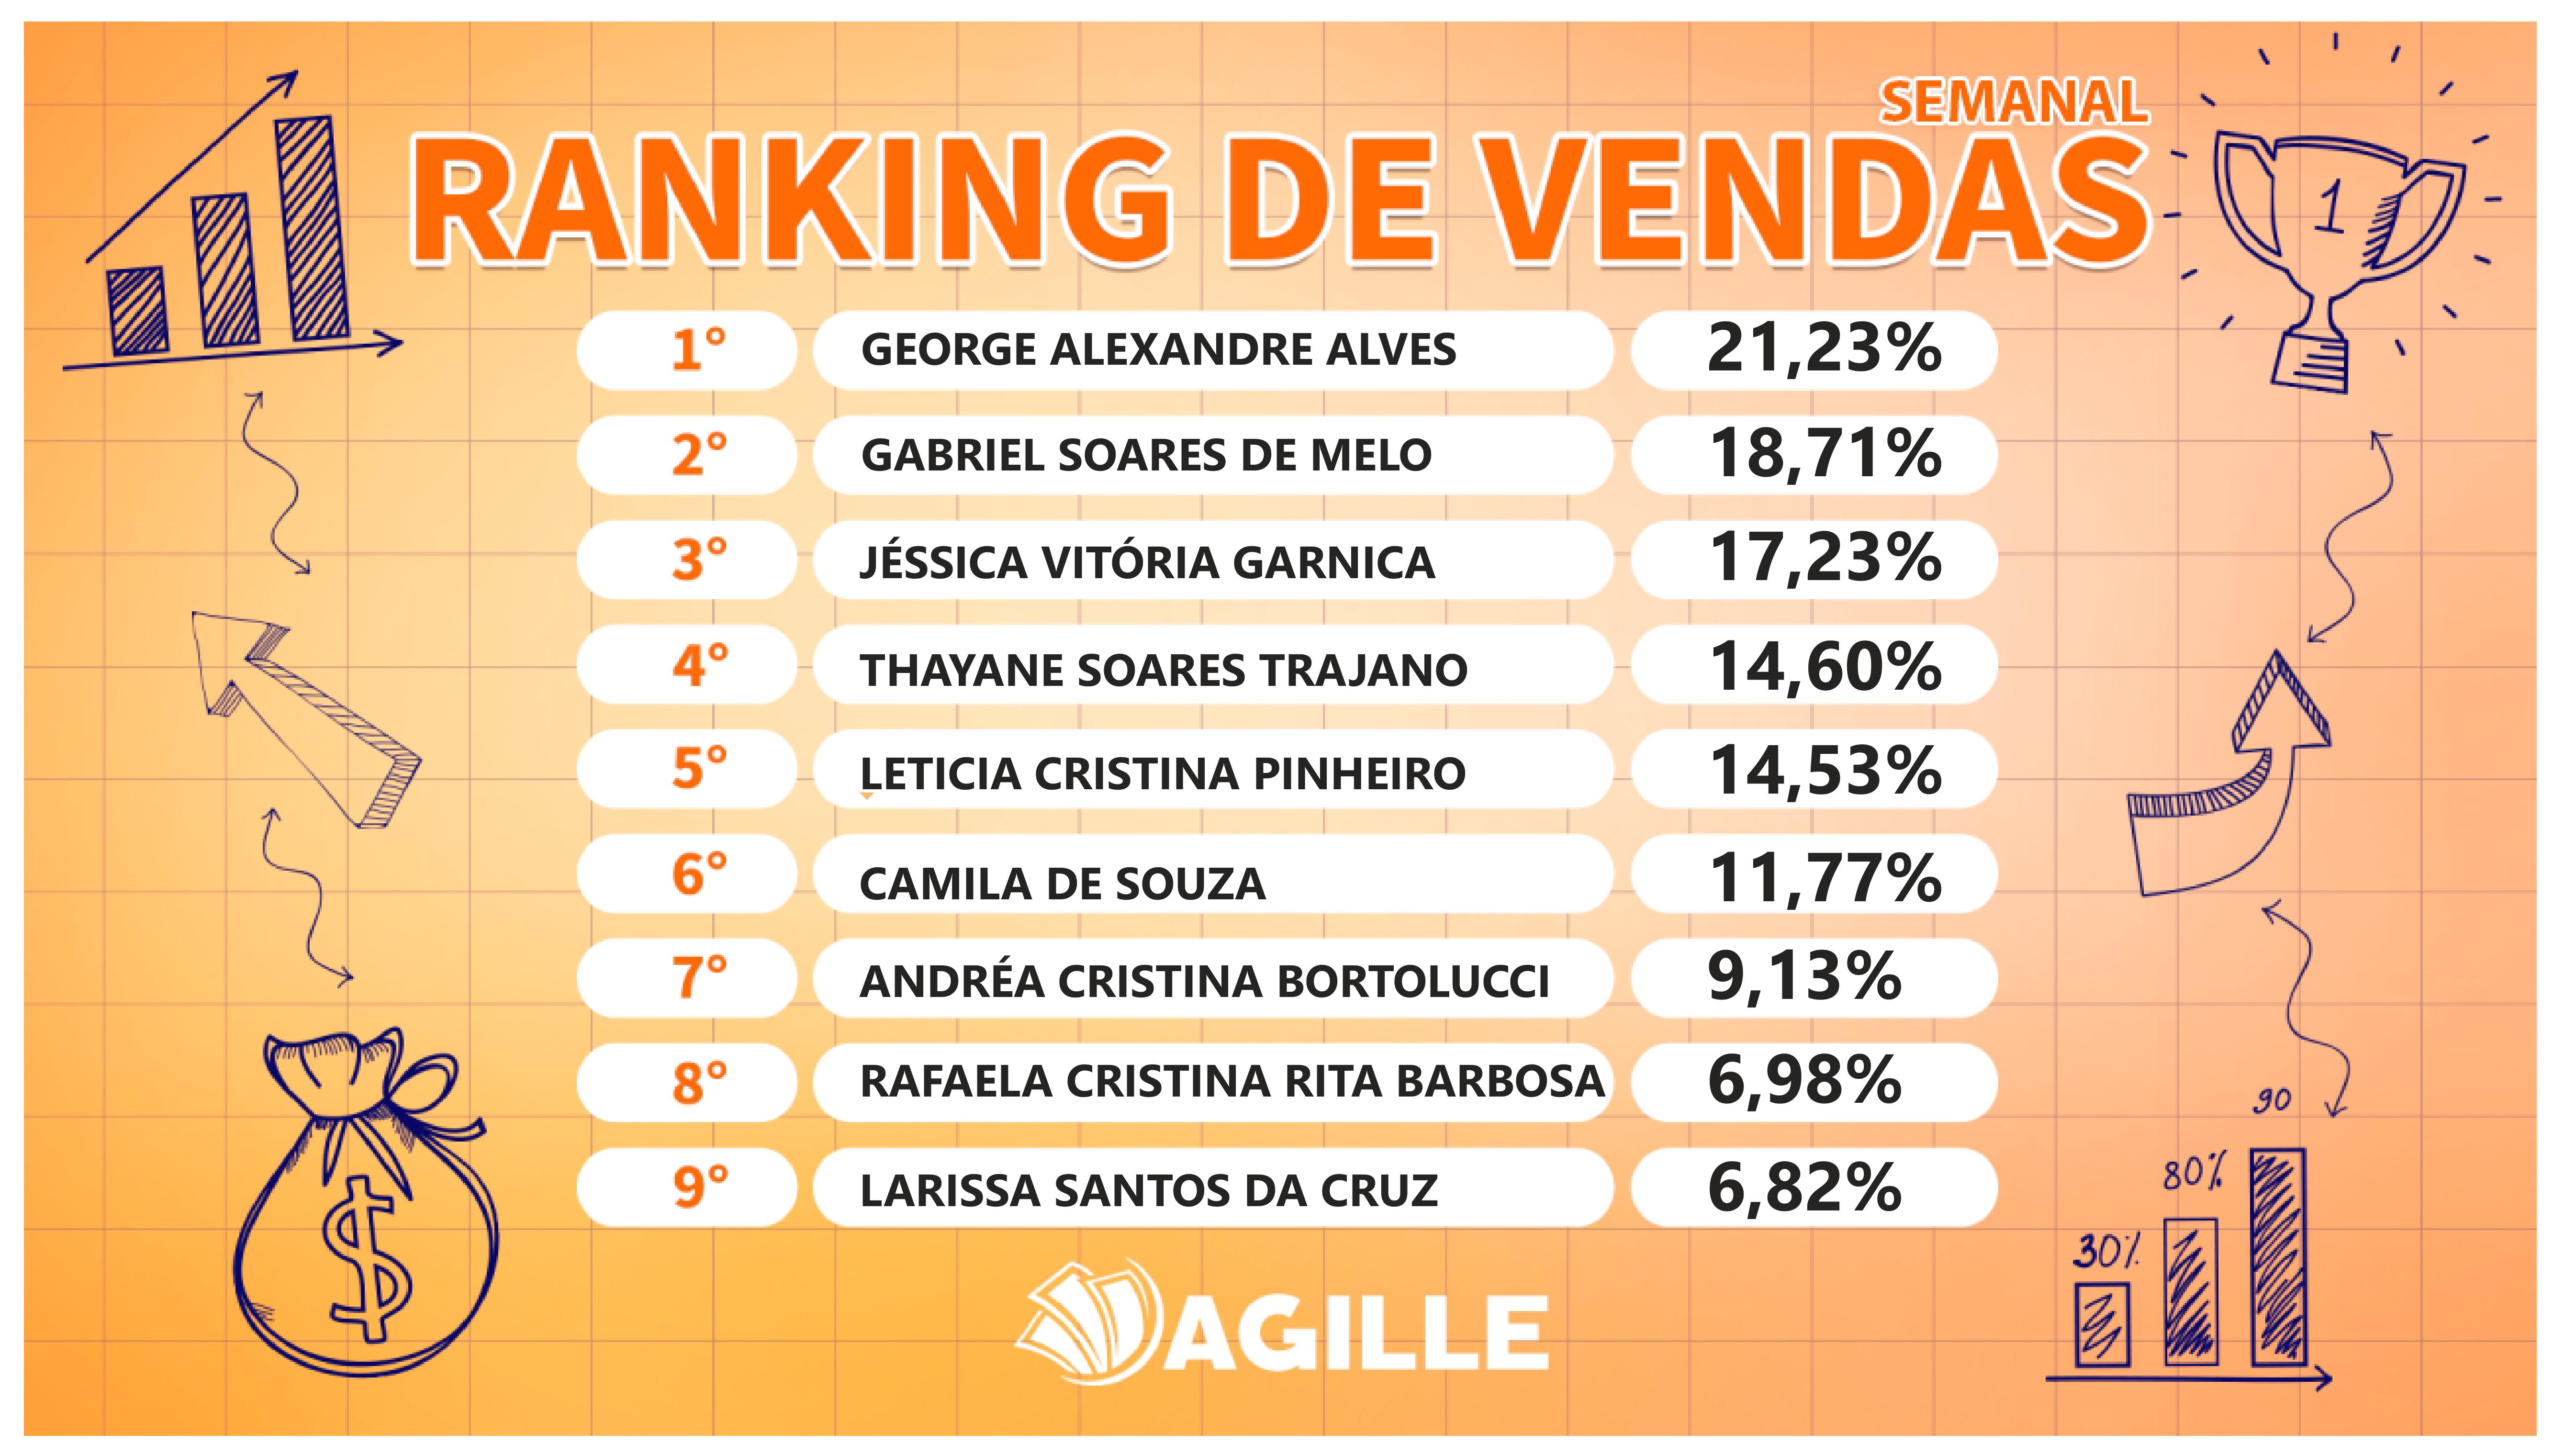 SEMANAL
RANKING DE VENDAS
1
1° GEORGE ALEXANDRE ALVES 21,23%
2° GABRIEL SOARES DE MELO 18,71%
3° JÉSSICA VITÓRIA GARNICA 17,23%
4° THAYANE SOARES TRAJANO 14,60%
5° LETICIA CRISTINA PINHEIRO 14,53%
6° CAMILA DE SOUZA 11,77%
7° ANDRÉA CRISTINA BORTOLUCCI 9,13%
8° RAFAELA CRISTINA RITA BARBOSA 6,98%
9° LARISSA SANTOS DA CRUZ 6,82%
$
30%
80%
90
AGILLE